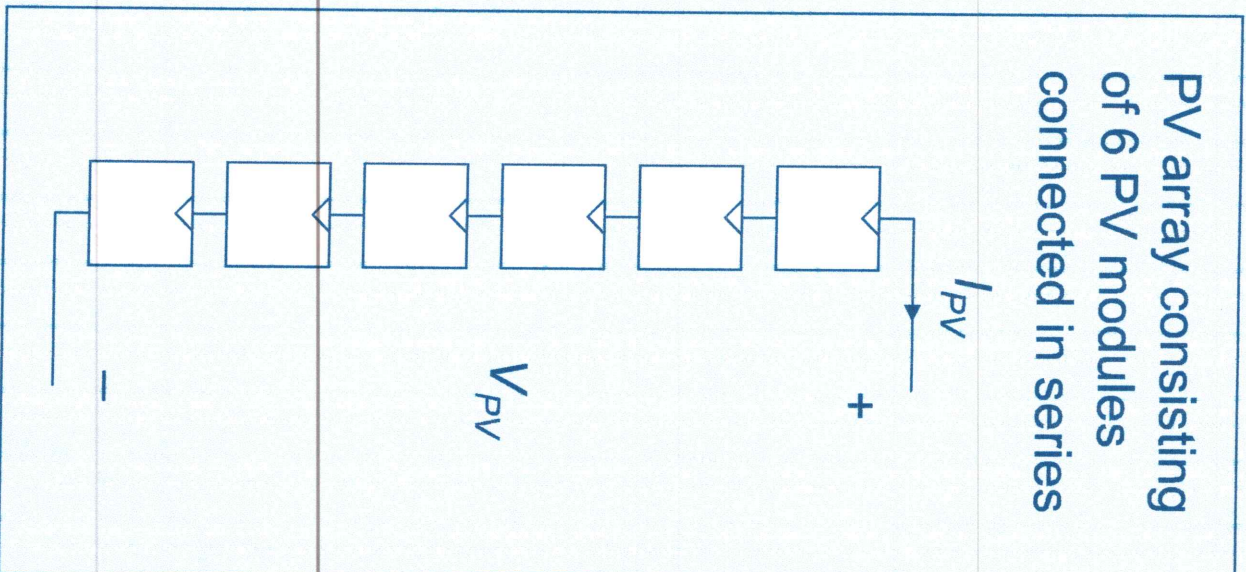 PV array consisting
of 6 PV modules
connected in series
I_PV
+
V_PV
-